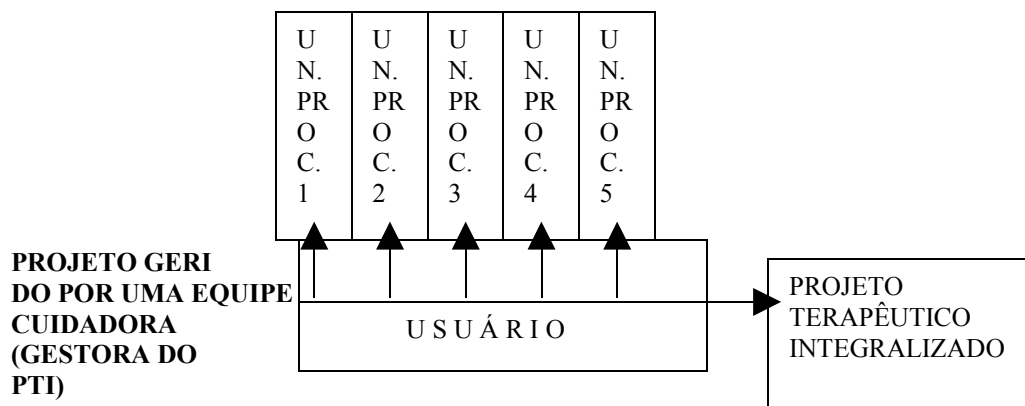 U
N.
PR
O
C.
1
U
N.
PR
O
C.
2
U
N.
PR
O
C.
3
U
N.
PR
O
C.
4
U
N.
PR
O
C.
5
PROJETO GERI
DO POR UMA EQUIPE
CUIDADORA
(GESTORA DO
PTI)
U S U Á R I O
PROJETO
TERAPÊUTICO
INTEGRALIZADO